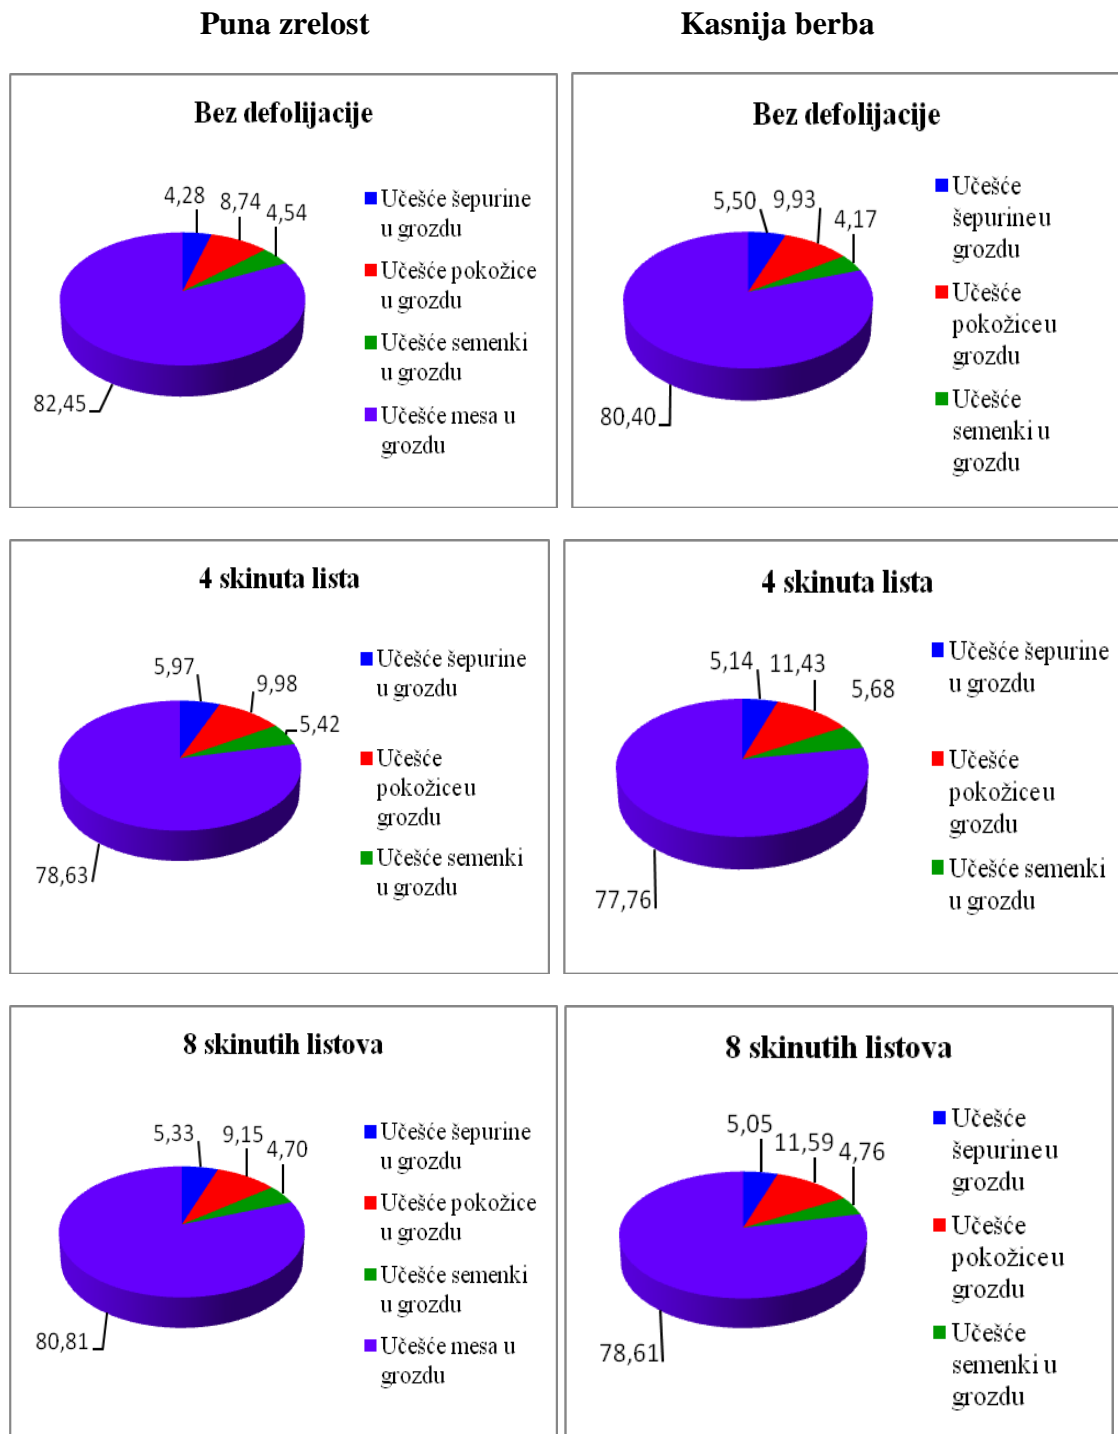 Puna zrelost
Kasnija berba
Bez defolijacije
4,28
8,74
4,54
82,45
Učešće šepurine
u grozdu
Učešće pokožice
u grozdu
Učešće semenki
u grozdu
Učešće mesa u
grozdu
Bez defolijacije
5,50
9,93
4,17
80,40
Učešće
šepurine u
grozdu
Učešće
pokožice u
grozdu
Učešće
semenki u
grozdu
4 skinuta lista
5,97
9,98
5,42
78,63
Učešće šepurine
u grozdu
Učešće
pokožice u
grozdu
Učešće semenki
u grozdu
4 skinuta lista
5,14
11,43
5,68
77,76
Učešće šepurine
u grozdu
Učešće
pokožice u
grozdu
Učešće semenki
u grozdu
8 skinutih listova
5,33
9,15
4,70
80,81
Učešće šepurine
u grozdu
Učešće pokožice
u grozdu
Učešće semenki
u grozdu
Učešće mesa u
grozdu
8 skinutih listova
5,05
11,59
4,76
78,61
Učešće
šepurine u
grozdu
Učešće
pokožice u
grozdu
Učešće
semenki u
grozdu